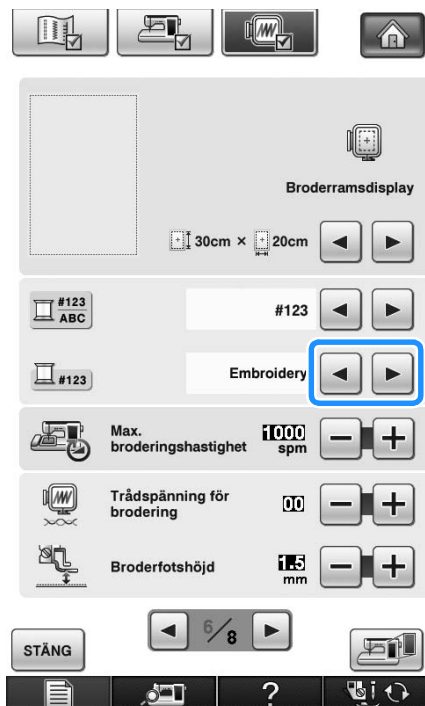 Broderramsdisplay
30cm × 20cm
#123
ABC
#123
#123
Embroidery
Max.
broderingshastighet
1000
spm
Trådspänning för
brodering
00
Broderfotshöjd
1.5
mm
STÄNG
6/8
?